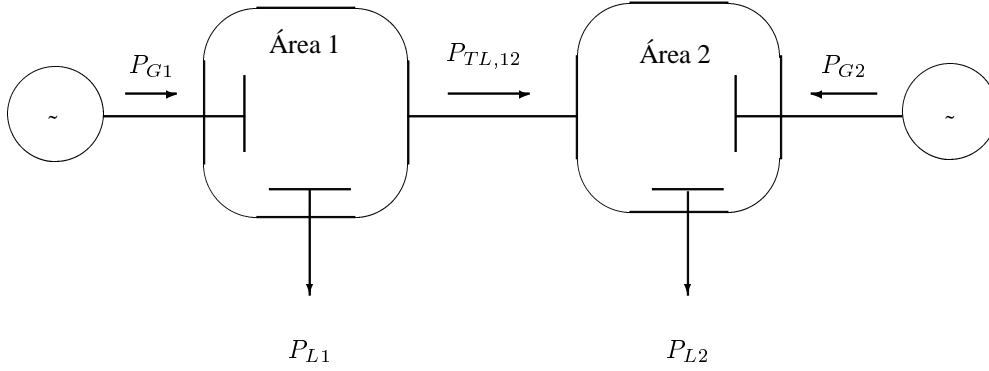 Área 1
Área 2
P_{G1}
P_{TL,12}
P_{G2}
~
~
P_{L1}
P_{L2}